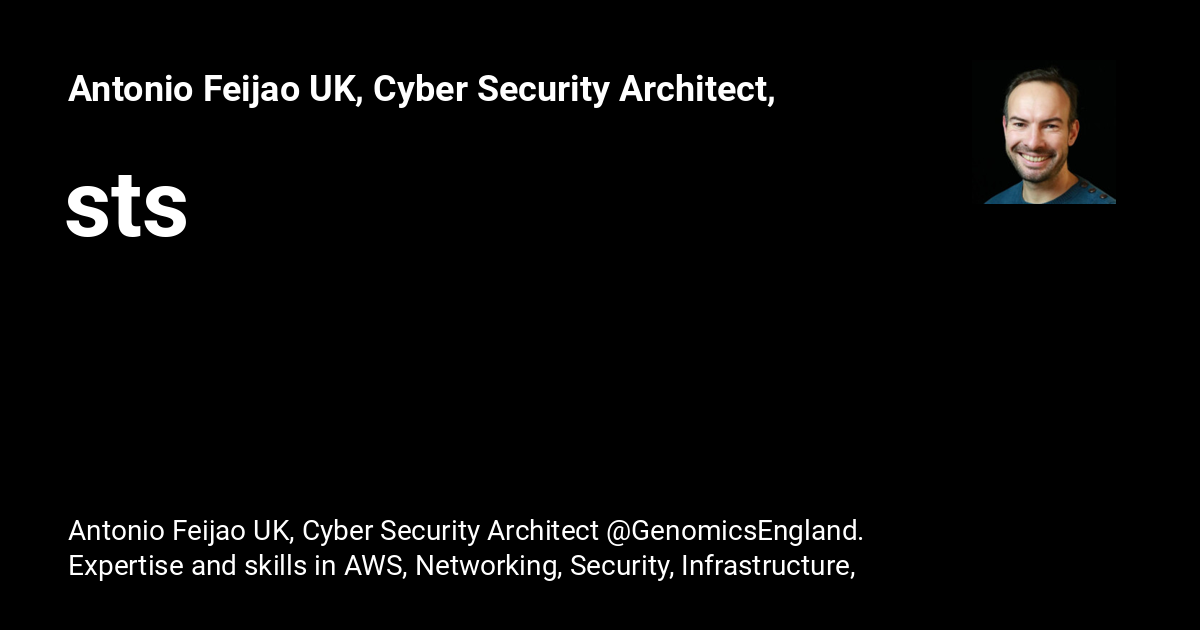 Antonio Feijao UK, Cyber Security Architect,
sts
Antonio Feijao UK, Cyber Security Architect @GenomicsEngland.
Expertise and skills in AWS, Networking, Security, Infrastructure,